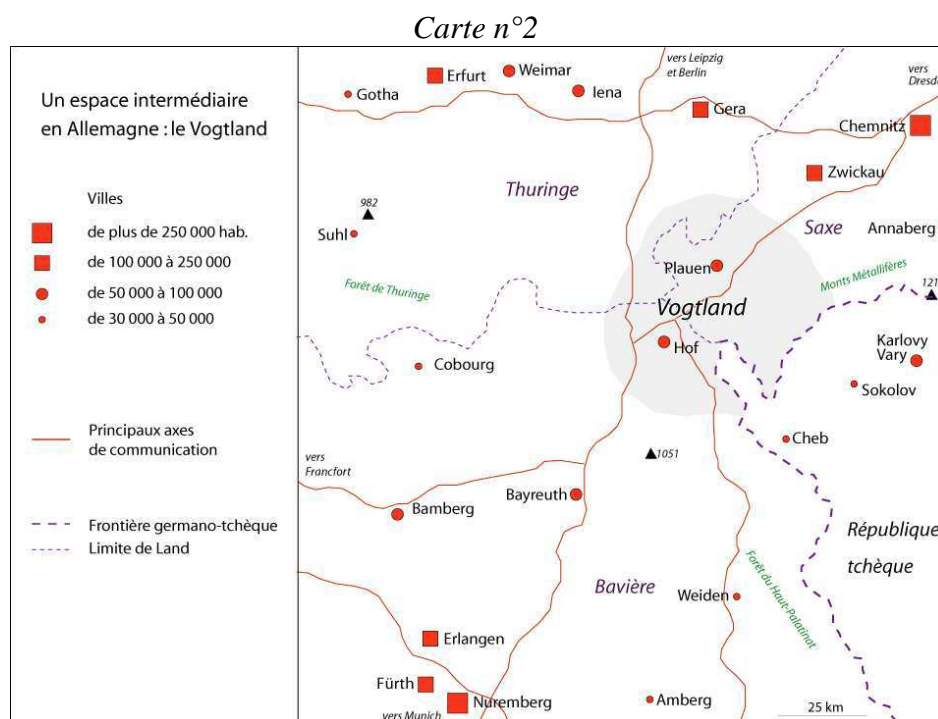 Carte n°2
Un espace intermédiaire
en Allemagne : le Vogtland
Villes
de plus de 250 000 hab.
de 100 000 à 250 000
de 50 000 à 100 000
de 30 000 à 50 000
Principaux axes
de communication
Frontière germano-tchèque
Limite de Land
vers Leipzig
et Berlin
vers
Dresde
Gotha
Erfurt
Weimar
Iena
Gera
Chemnitz
Zwickau
Thuringe
982
Suhl
Saxe
Annaberg
Plauen
Forêt de Thuringe
Monts Métallifères
121
Vogtland
Hof
Karlovy
Vary
Cobourg
Sokolov
Cheb
1051
vers
Francfort
Bamberg
Bayreuth
République
tchèque
Bavière
Weiden
Forêt du Haut-Palatinat
Erlangen
Fürth
Nuremberg
Amberg
vers Munich
25 km